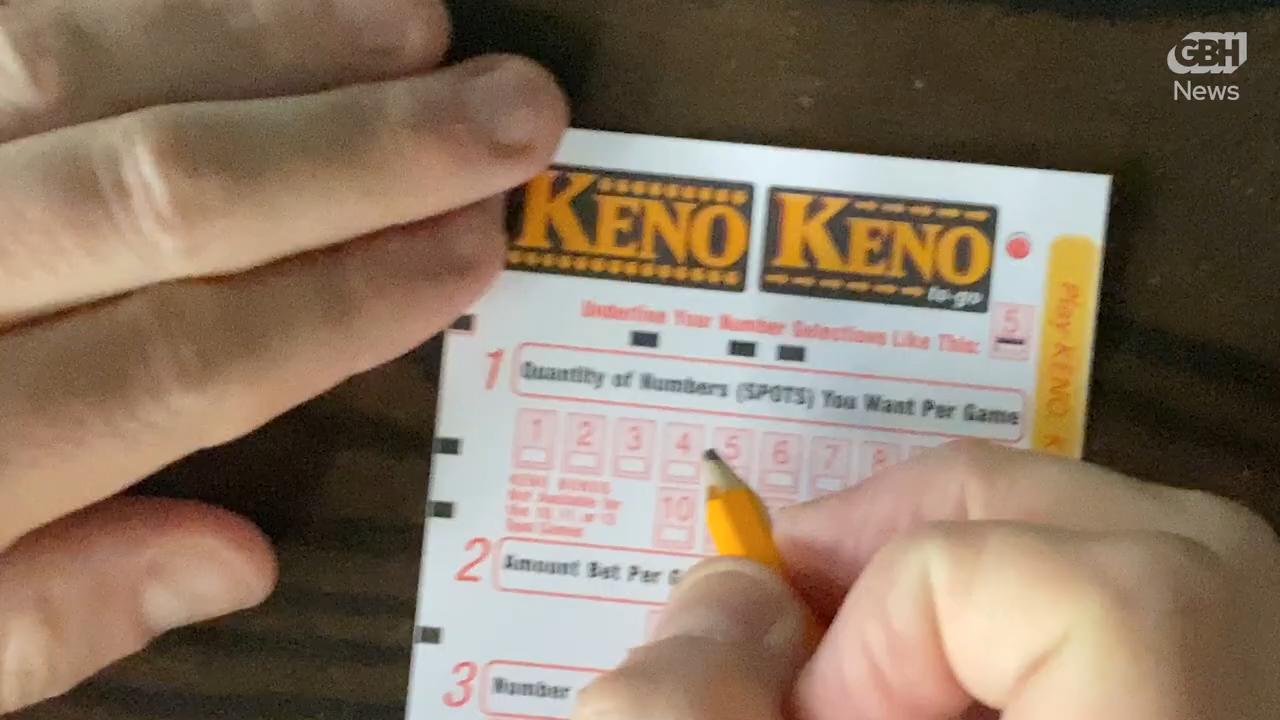 GBH
News
KENO KENO
to-go
Underline Your Number Selections Like This: 5
Play KENO
1 Quantity of Numbers (SPOTS) You Want Per Game
1 2 3 4 5 6 7 8
10
2 Amount Bet Per G
3 Number